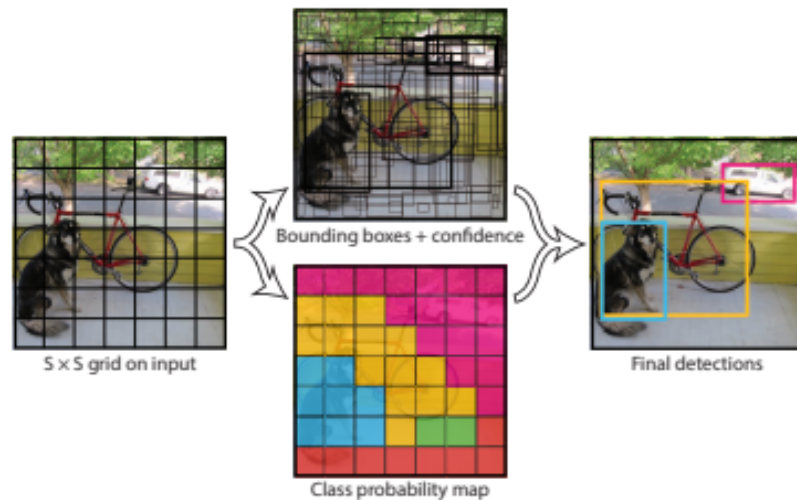 Bounding boxes + confidence
S × S grid on input
Final detections
Class probability map